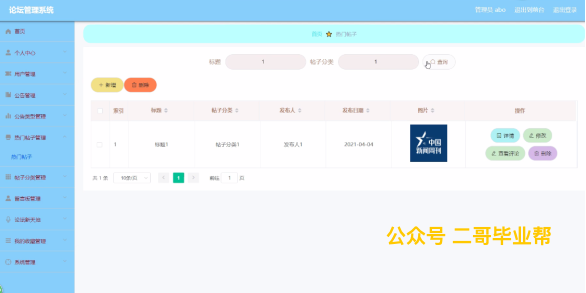 论坛管理系统
管理员 abo 退出到前台 退出登录
首页
个人中心
用户管理
公告管理
公告类型管理
热门帖子管理
热门帖子
帖子分类管理
留言板管理
论坛聊天室
我的收藏管理
系统管理
首页 热门帖子
标题 1 帖子分类 1 查询
新增 删除
索引 标题 帖子分类 发布人 发布日期 图片 操作
1 标题1 帖子分类1 发布人1 2021-04-04
中国
新闻周刊
详情 修改
查看评论 删除
共 1 条 10条/页 1 前往 1 页
公众号 二哥毕业帮